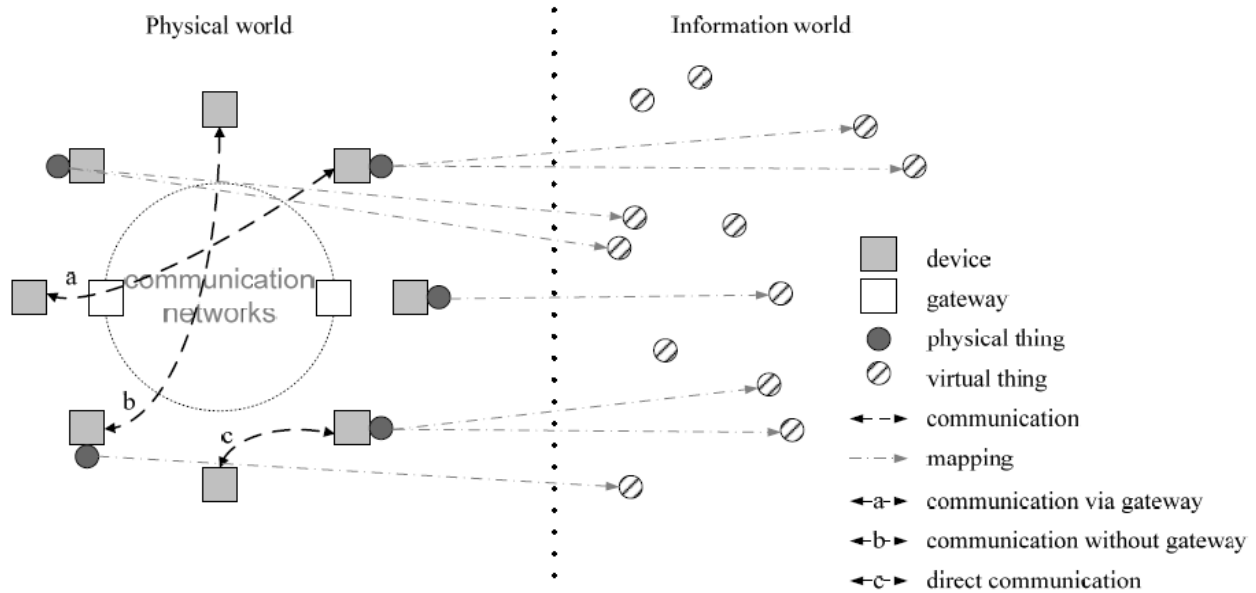 Physical world
Information world
a
communication
networks
b
c
device
gateway
physical thing
virtual thing
communication
mapping
a communication via gateway
b communication without gateway
c direct communication